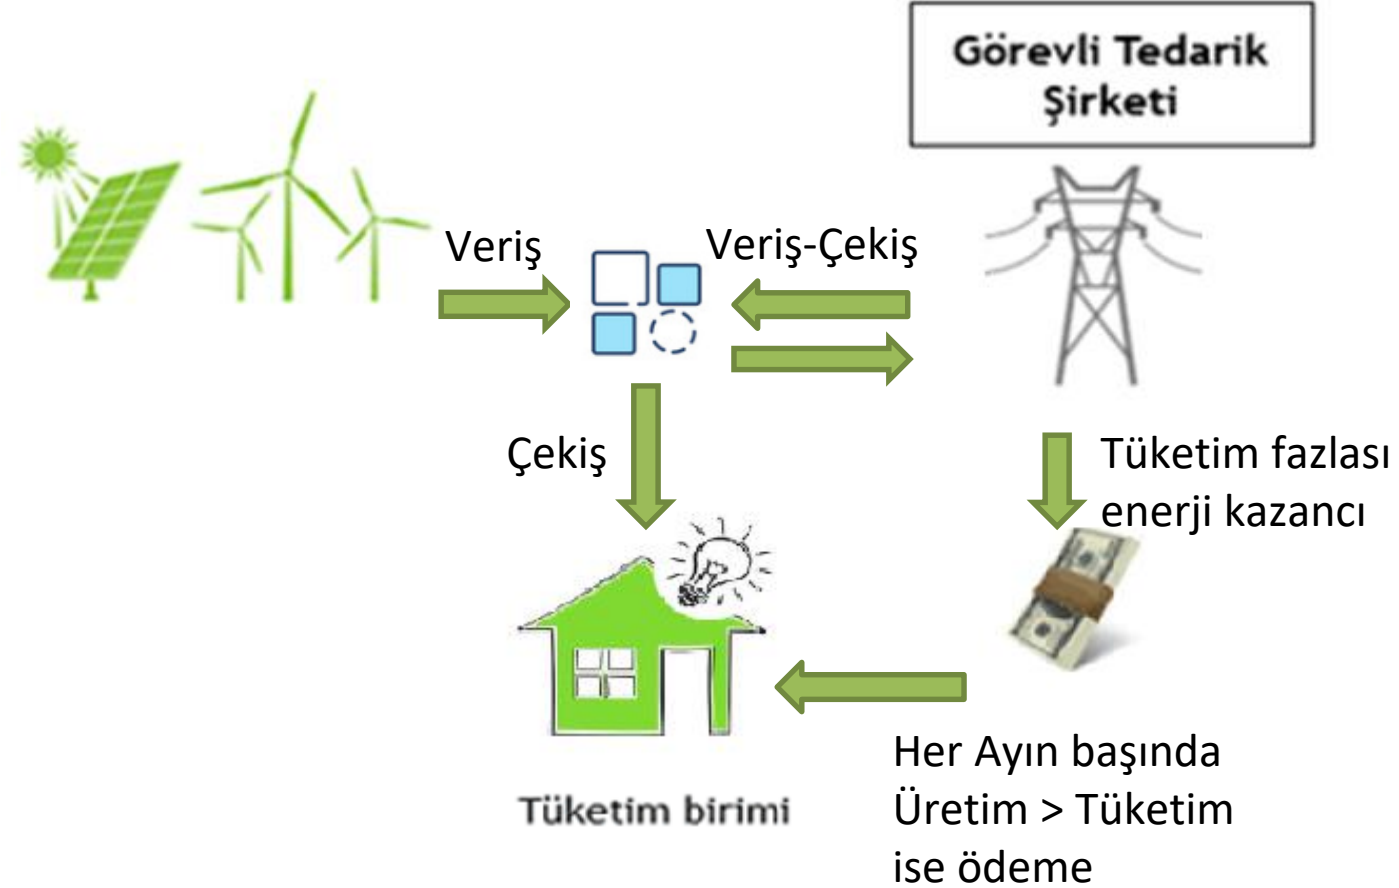 Görevli Tedarik
Şirketi
Veriş
Veriş-Çekiş
Çekiş
Tüketim fazlası
enerji kazancı
Tüketim birimi
Her Ayın başında
Üretim > Tüketim
ise ödeme